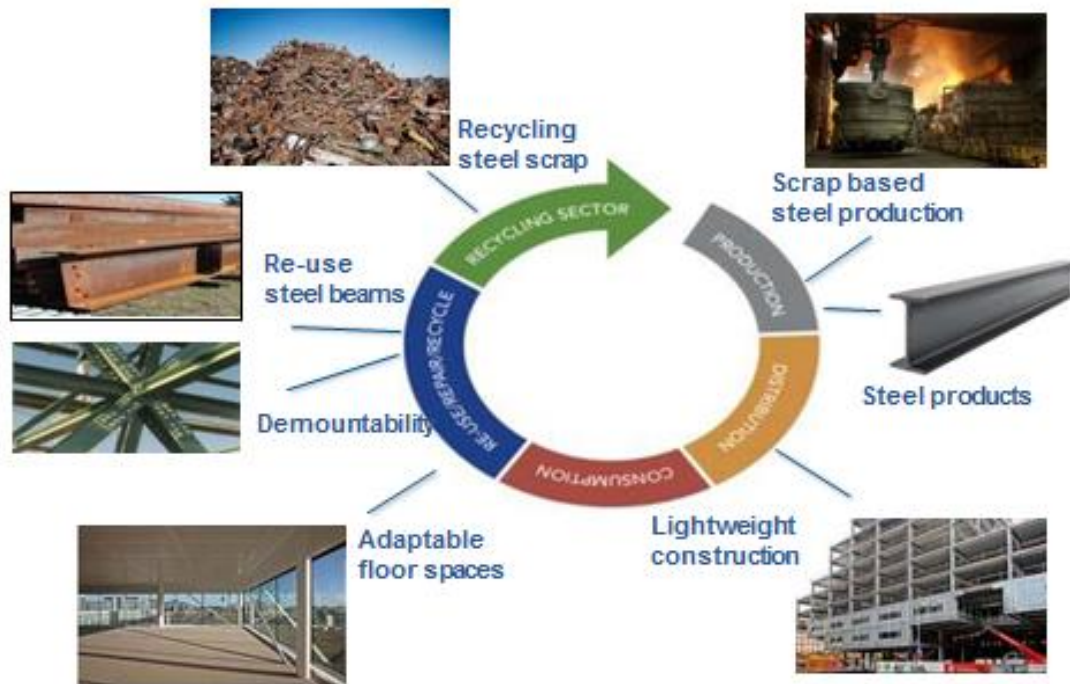 Recycling
steel scrap
Scrap based
steel production
RECYCLING SECTOR
PRODUCTION
Re-use
steel beams
RE-USE/REPAIR/RECYCLE
DISTRIBUTION
Steel products
Demountability
CONSUMPTION
Adaptable
floor spaces
Lightweight
construction